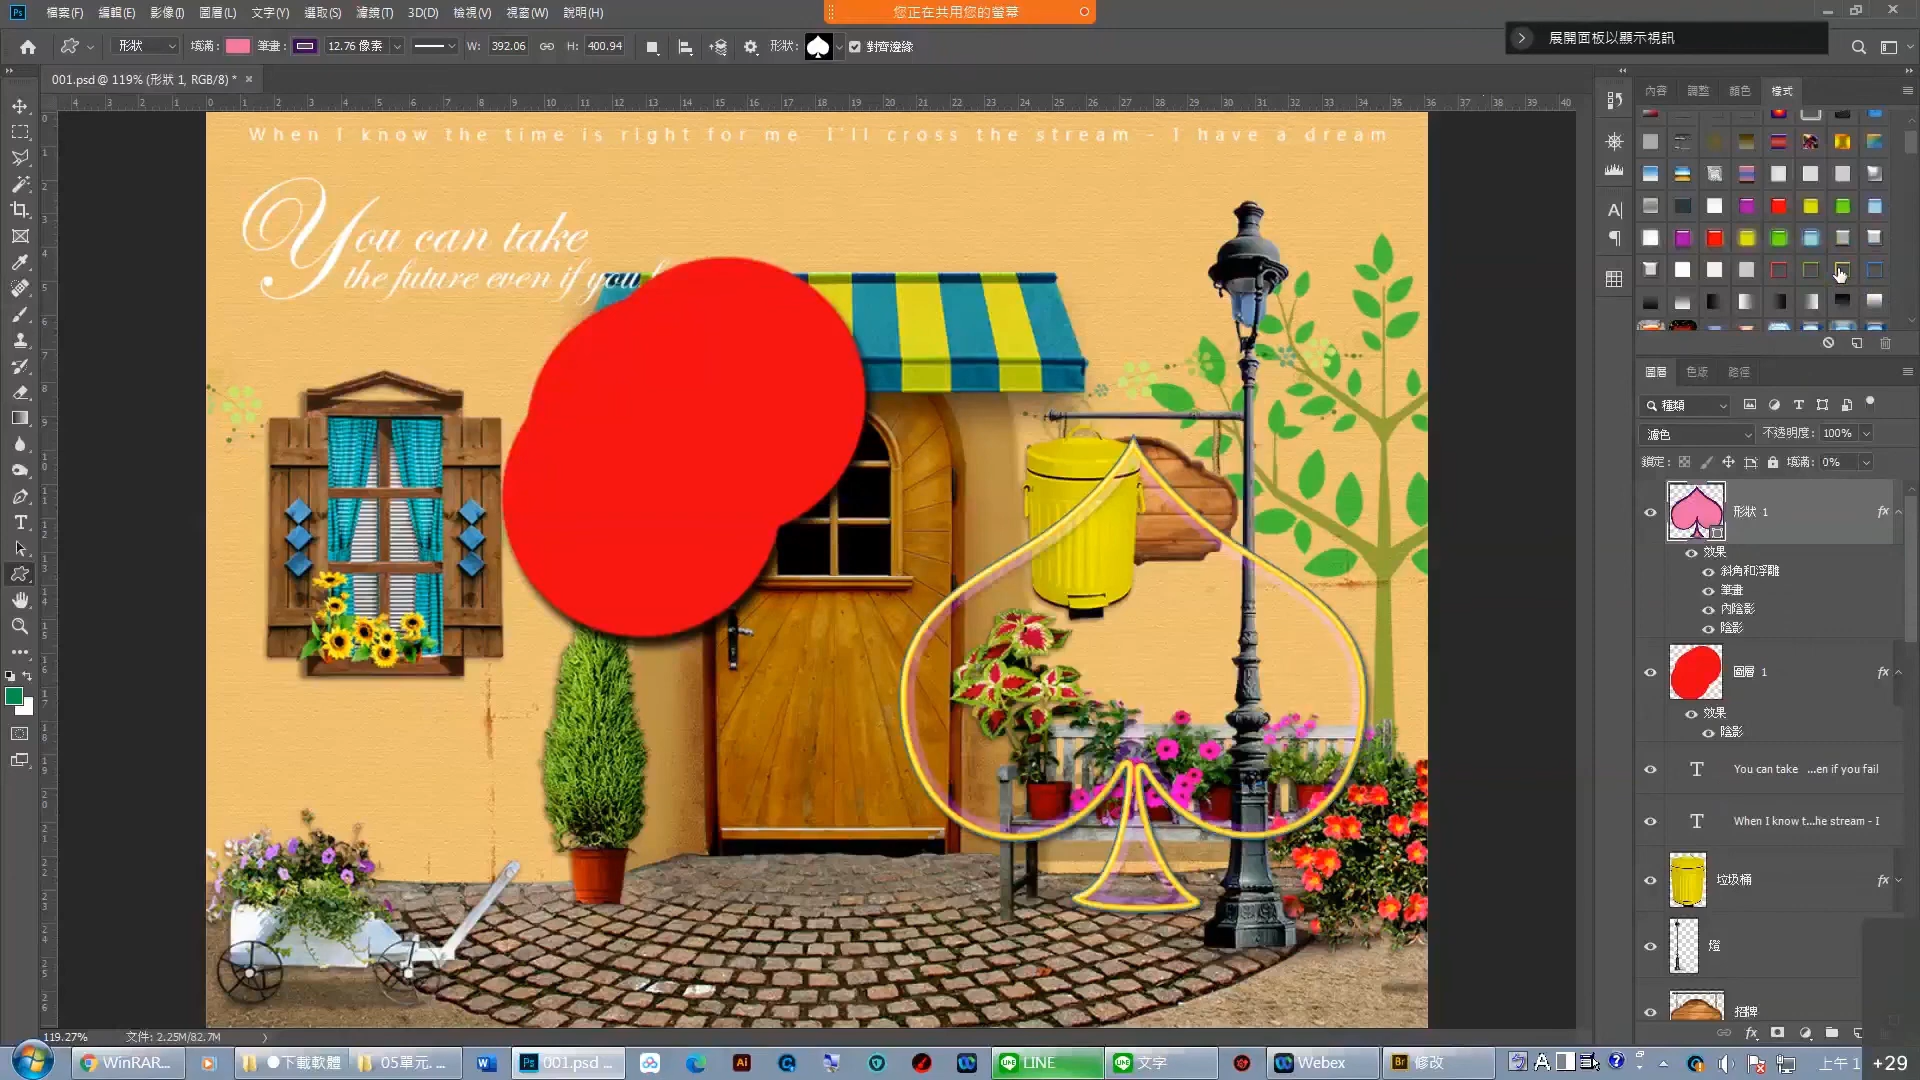 檔案(F) 編輯(E) 影像(I) 圖層(L) 文字(Y) 選取(S) 濾鏡(T) 3D(D) 檢視(V) 視窗(W) 說明(H)
您正在共用您的螢幕
形狀 填滿: 筆畫: 12.76 像素 W: 392.06 H: 400.94 形狀: 對齊邊緣
展開面板以顯示視訊
001.psd @ 119% (形狀 1, RGB/8) *
內容 調整 顏色 樣式
When I know the time is right for me I'll cross the stream - I have a dream
You can take
the future even if you
圖層 色版 路徑
種類
濾色 不透明度: 100%
鎖定: 填滿: 0%
形狀 1
效果
斜角和浮雕
筆畫
內陰影
陰影
圖層 1
效果
陰影
You can take ...en if you fail
When I know t...he stream - I
垃圾桶
燈
招牌
119.27% 文件: 2.25M/82.7M
WinRAR... ●下載軟體 05單元. ... 001.psd ... LINE 文字 Webex 修改 上午 1 +29